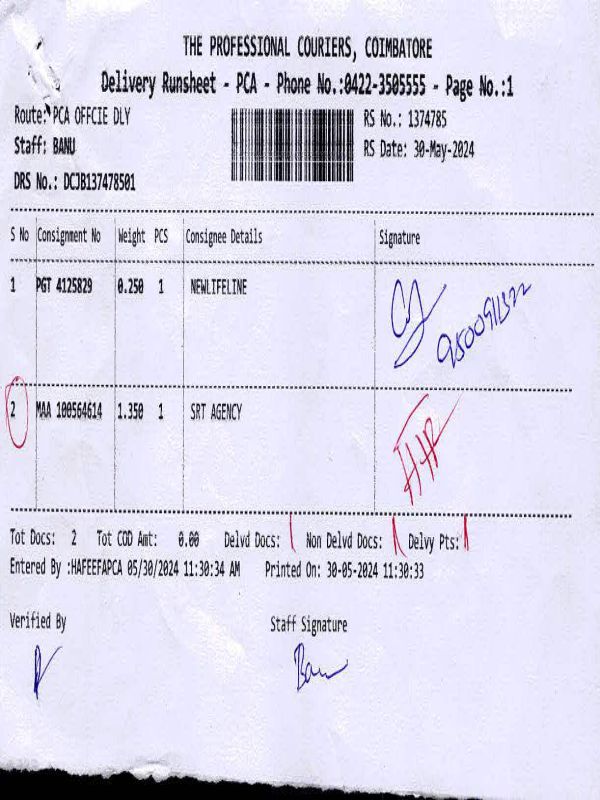 THE PROFESSIONAL COURIERS, COIMBATORE
Delivery Runsheet - PCA - Phone No.:0422-3505555 - Page No.:1
Route: PCA OFFCIE DLY
RS No.: 1374785
Staff: BANU
RS Date: 30-May-2024
DRS No.: DCJB137478501
S No Consignment No Weight PCS Consignee Details Signature
1 PGT 4125829 0.250 1 NEWLIFELINE
2 MAA 100564614 1.350 1 SRT AGENCY
Tot Docs: 2 Tot COD Amt: 0.00 Delvd Docs: 1 Non Delvd Docs: 1 Delvy Pts: 1
Entered By :HAFEEFAPCA 05/30/2024 11:30:34 AM Printed On: 30-05-2024 11:30:33
Verified By Staff Signature